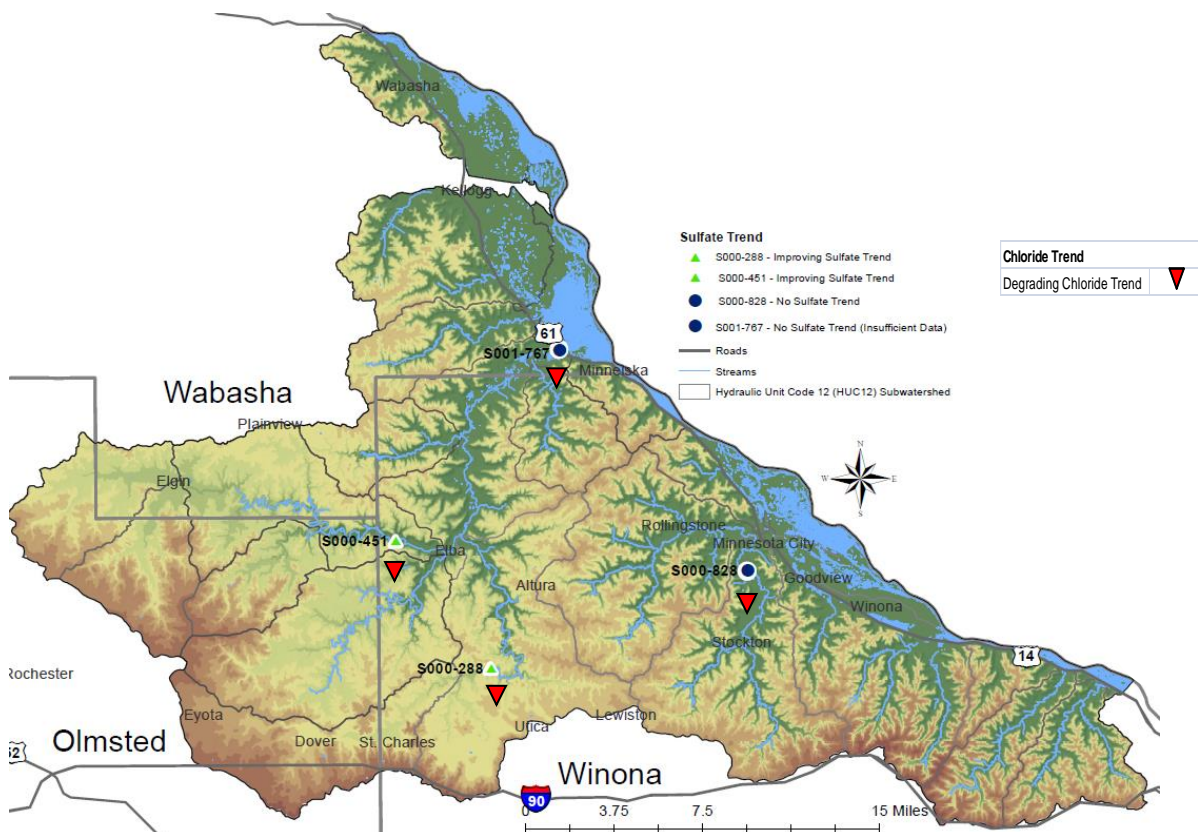 Wabasha
Kellogg
Sulfate Trend
S000-288 - Improving Sulfate Trend
S000-451 - Improving Sulfate Trend
S000-828 - No Sulfate Trend
S001-767 - No Sulfate Trend (Insufficient Data)
Roads
Streams
Hydraulic Unit Code 12 (HUC12) Subwatershed
Chloride Trend
Degrading Chloride Trend
61
S001-767
Minneiska
Wabasha
Plainview
Elgin
N
W E
S
S000-451
Elba
Rollingstone
Minnesota City
S000-828
Goodview
Altura
Winona
Stockton
14
S000-288
Rochester
Eyota
Utica
Lewiston
Dover
St. Charles
Olmsted
52
Winona
90
0 3.75 7.5 15 Miles